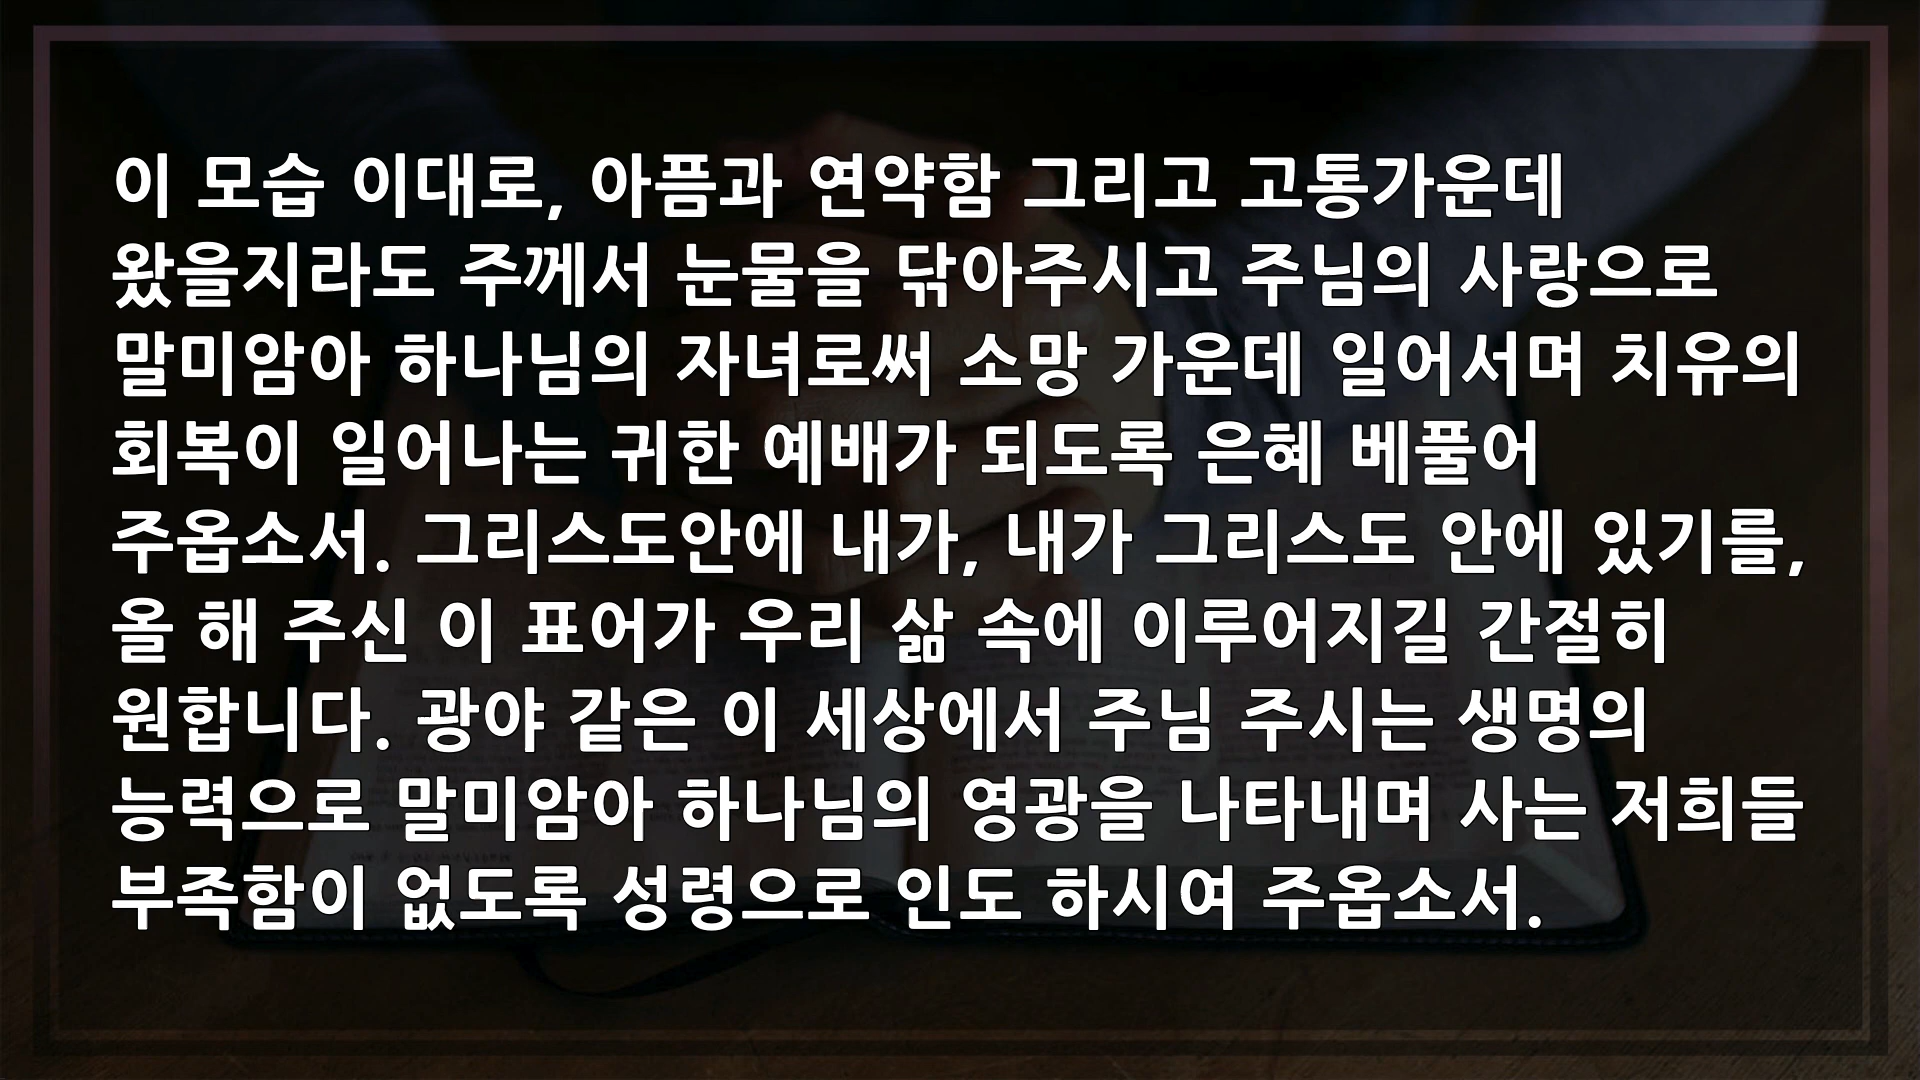 이 모습 이대로, 아픔과 연약함 그리고 고통가운데
왔을지라도 주께서 눈물을 닦아주시고 주님의 사랑으로
말미암아 하나님의 자녀로써 소망 가운데 일어서며 치유의
회복이 일어나는 귀한 예배가 되도록 은혜 베풀어
주옵소서. 그리스도안에 내가, 내가 그리스도 안에 있기를,
올 해 주신 이 표어가 우리 삶 속에 이루어지길 간절히
원합니다. 광야 같은 이 세상에서 주님 주시는 생명의
능력으로 말미암아 하나님의 영광을 나타내며 사는 저희들
부족함이 없도록 성령으로 인도 하시여 주옵소서.